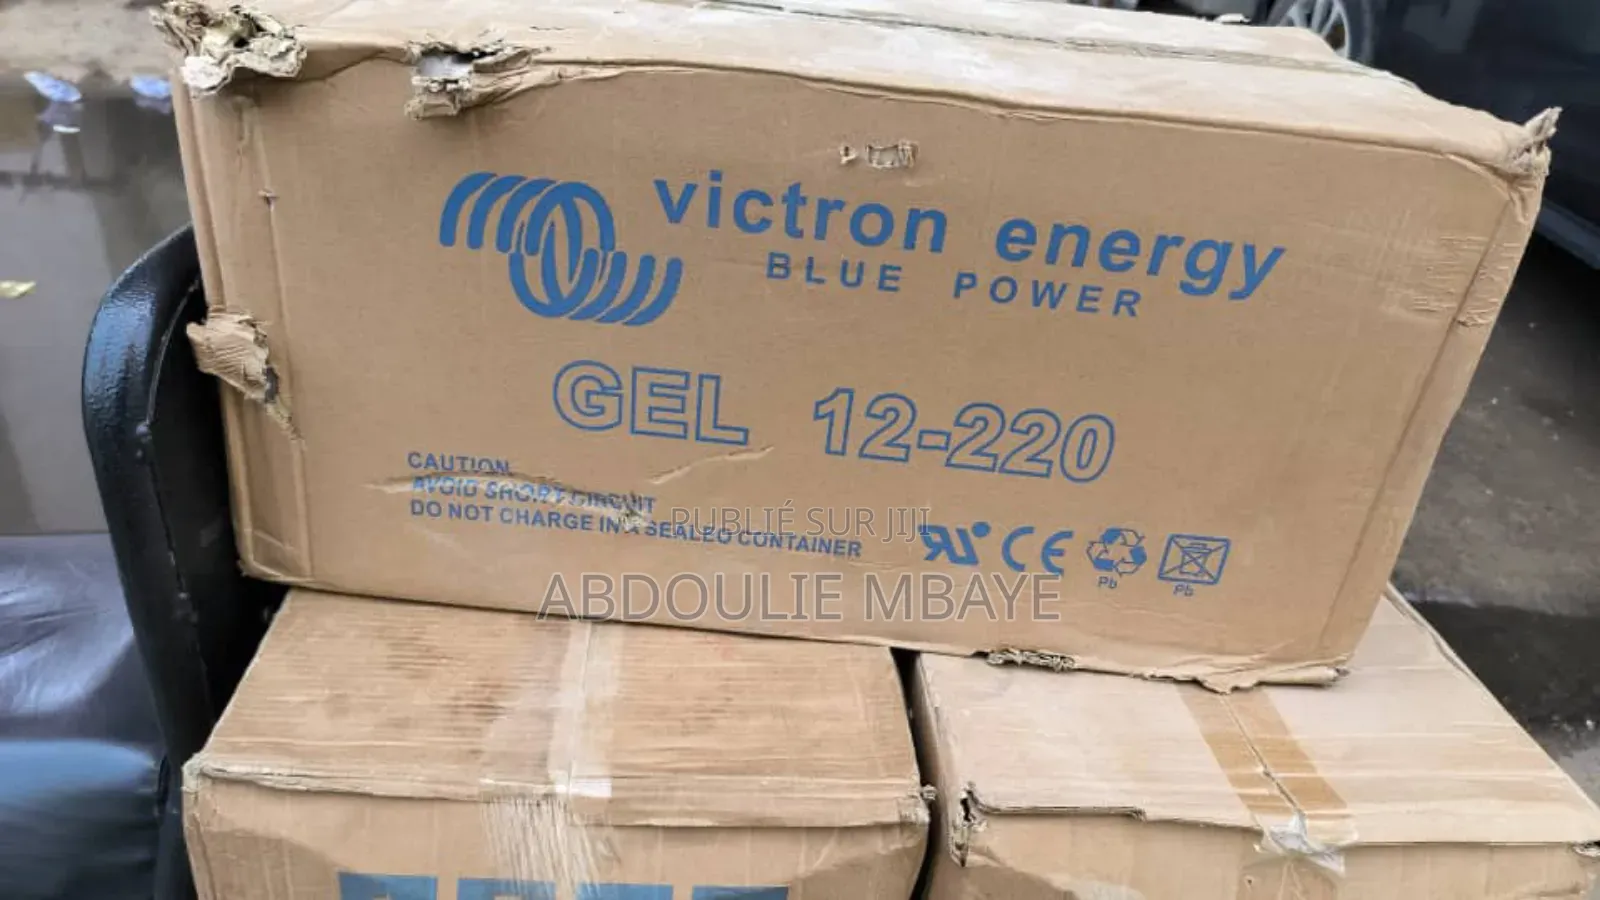 victron energy
BLUE POWER
GEL 12-220
CAUTION
AVOID SHORT CIRCUIT
DO NOT CHARGE IN A SEALED CONTAINER
CE
Pb
Pb
PUBLIÉ SUR JIJI
ABDOULIE MBAYE